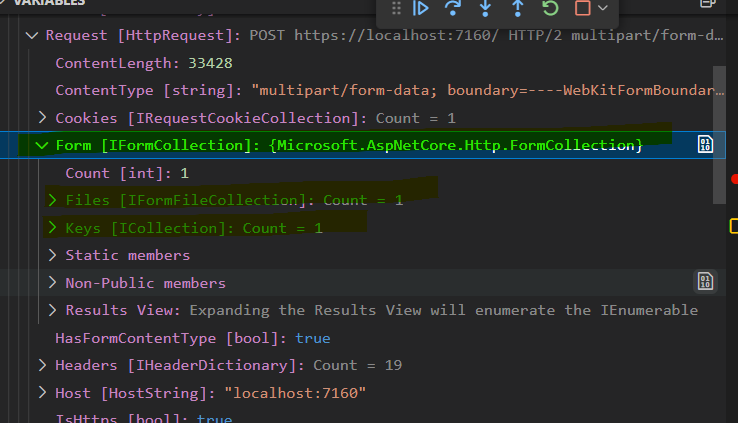 VARIABLES
Request [HttpRequest]: POST https://localhost:7160/ HTTP/2 multipart/form-d…
ContentLength: 33428
ContentType [string]: "multipart/form-data; boundary=----WebKitFormBoundar…
Cookies [IRequestCookieCollection]: Count = 1
Form [IFormCollection]: {Microsoft.AspNetCore.Http.FormCollection}
Count [int]: 1
Files [IFormFileCollection]: Count = 1
Keys [ICollection]: Count = 1
Static members
Non-Public members
Results View: Expanding the Results View will enumerate the IEnumerable
HasFormContentType [bool]: true
Headers [IHeaderDictionary]: Count = 19
Host [HostString]: "localhost:7160"
IsHttps [bool]: true